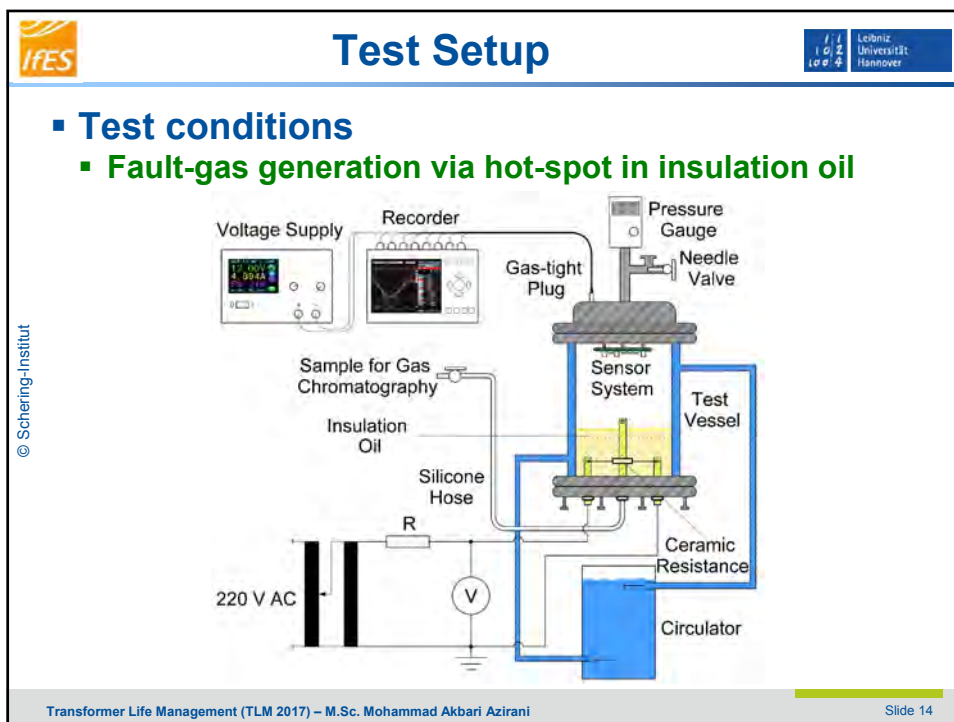 IfES
Test Setup
Leibniz
Universität
Hannover
▪ Test conditions
▪ Fault-gas generation via hot-spot in insulation oil
Voltage Supply
Recorder
Pressure
Gauge
Needle
Valve
Gas-tight
Plug
Sample for Gas
Chromatography
Sensor
System
Test
Vessel
Insulation
Oil
Silicone
Hose
R
Ceramic
Resistance
220 V AC
V
Circulator
© Schering-Institut
Transformer Life Management (TLM 2017) – M.Sc. Mohammad Akbari Azirani
Slide 14